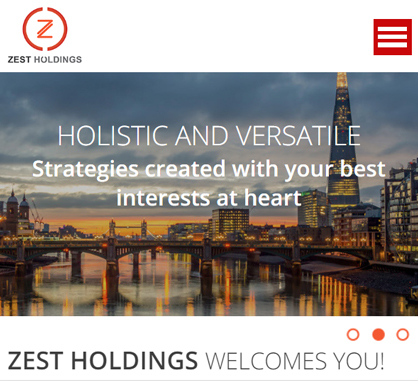 ZEST HOLDINGS
HOLISTIC AND VERSATILE
Strategies created with your best
interests at heart
ZEST HOLDINGS WELCOMES YOU!